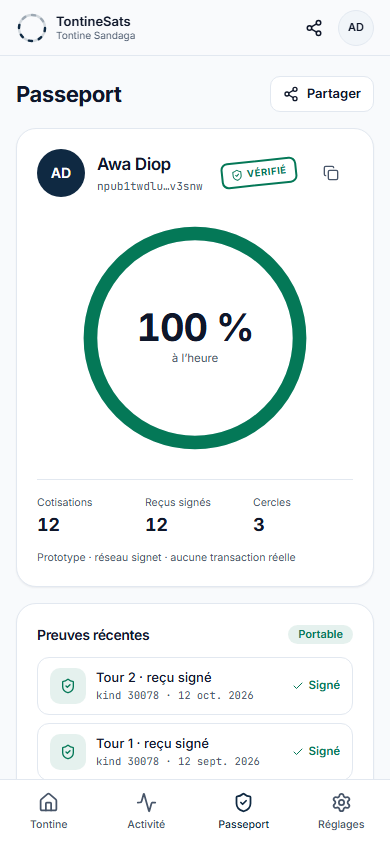 TontineSats
Tontine Sandaga
AD
Passeport
Partager
AD
Awa Diop
npub1twdlu…v3snw
VÉRIFIÉ
100 %
à l’heure
Cotisations
Reçus signés
Cercles
12
12
3
Prototype · réseau signet · aucune transaction réelle
Preuves récentes
Portable
Tour 2 · reçu signé
kind 30078 · 12 oct. 2026
Signé
Tour 1 · reçu signé
kind 30078 · 12 sept. 2026
Signé
Tontine
Activité
Passeport
Réglages